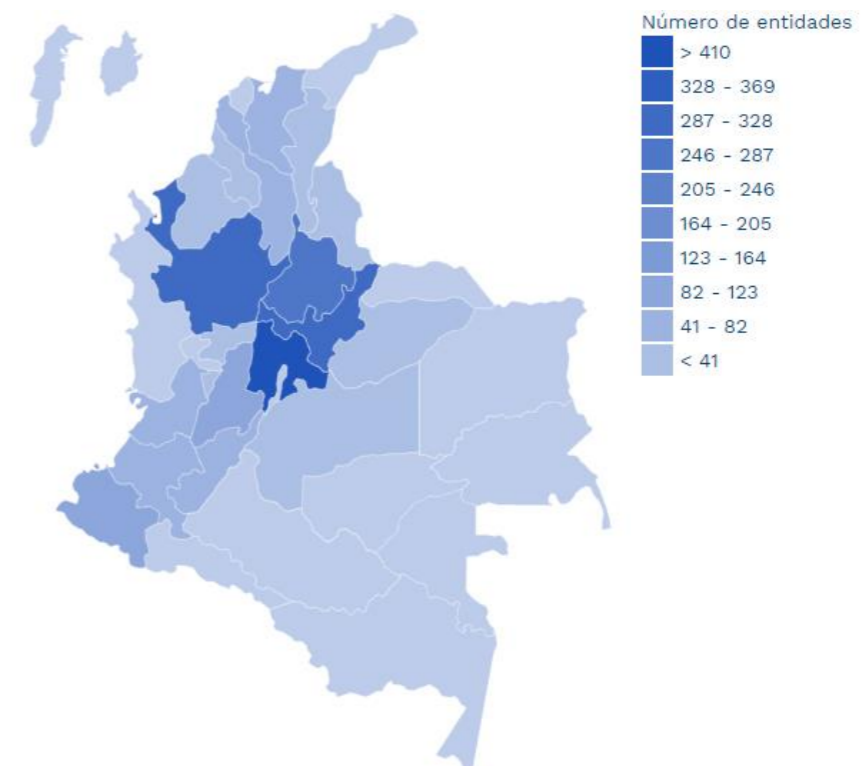 Número de entidades
> 410
328 - 369
287 - 328
246 - 287
205 - 246
164 - 205
123 - 164
82 - 123
41 - 82
< 41